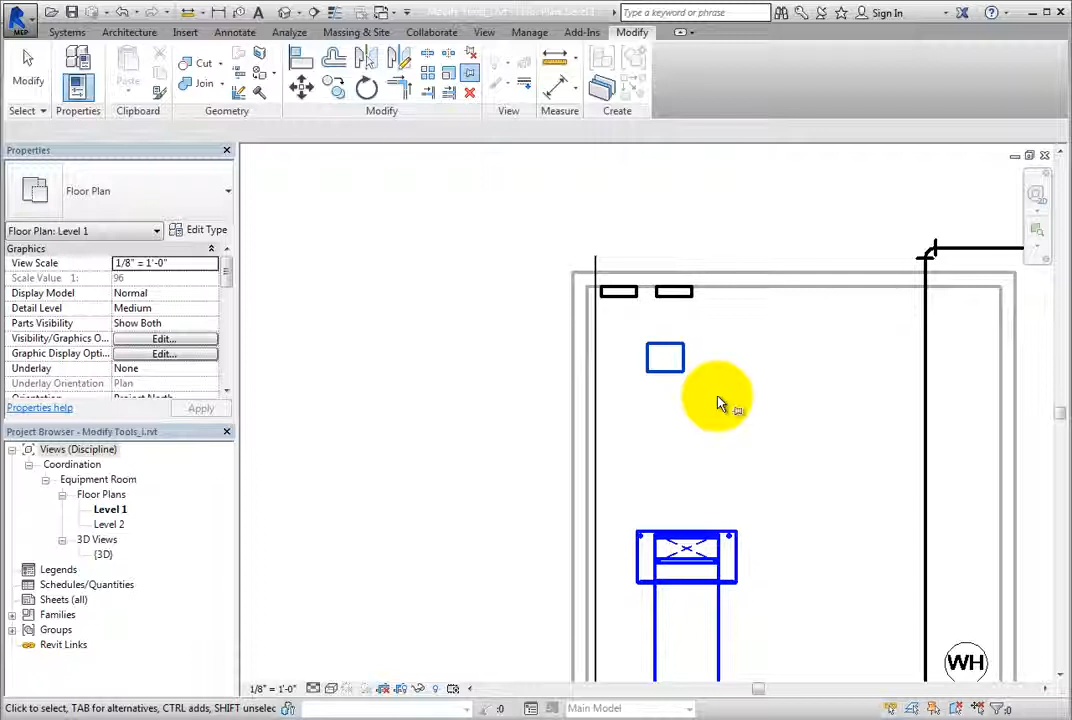 Type a keyword or phrase
Sign In
MEP
Systems Architecture Insert Annotate Analyze Massing & Site Collaborate View Manage Add-Ins Modify
Modify
Paste
Cut
Join
Select Properties Clipboard Geometry Modify View Measure Create
Properties
Floor Plan
Floor Plan: Level 1
Edit Type
Graphics
View Scale 1/8" = 1'-0"
Scale Value 1: 96
Display Model Normal
Detail Level Medium
Parts Visibility Show Both
Visibility/Graphics O... Edit...
Graphic Display Opti... Edit...
Underlay None
Underlay Orientation Plan
Properties help
Apply
Project Browser - Modify Tools_i.rvt
Views (Discipline)
Coordination
Equipment Room
Floor Plans
Level 1
Level 2
3D Views
{3D}
Legends
Schedules/Quantities
Sheets (all)
Families
Groups
Revit Links
WH
1/8" = 1'-0"
Click to select, TAB for alternatives, CTRL adds, SHIFT unselec
:0
Main Model
:0